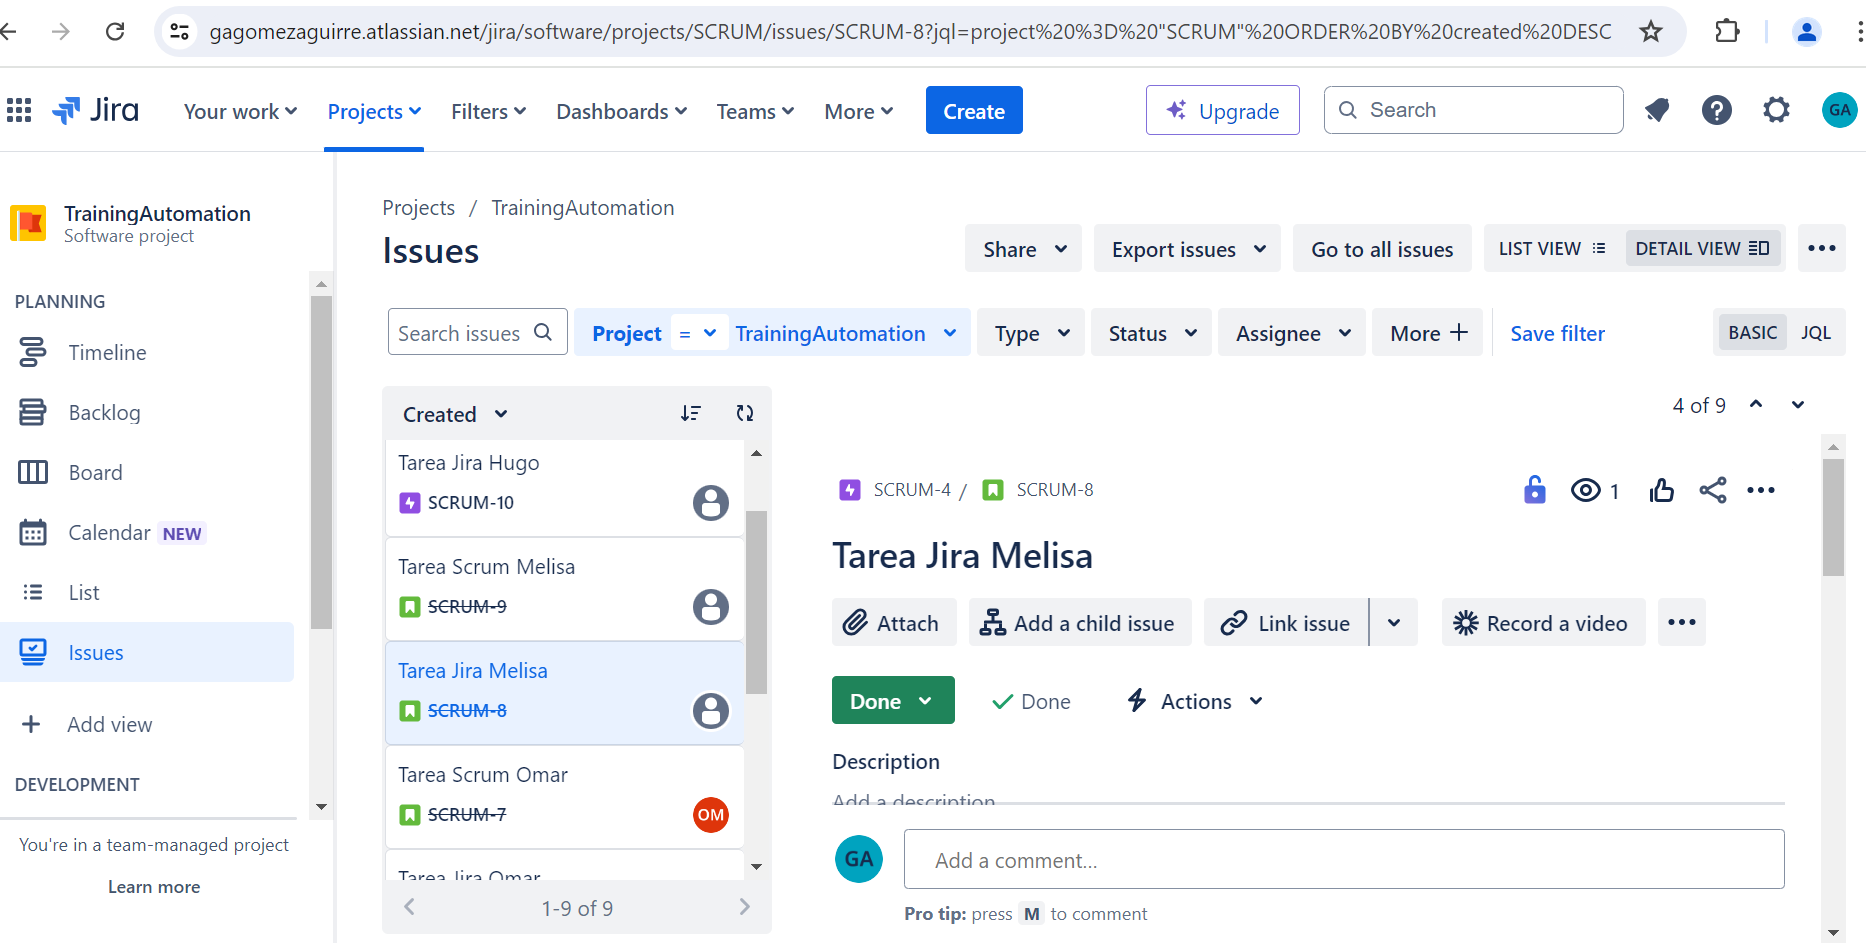 gagomezaguirre.atlassian.net/jira/software/projects/SCRUM/issues/SCRUM-8?jql=project%20%3D%20"SCRUM"%20ORDER%20BY%20created%20DESC
Jira
Your work
Projects
Filters
Dashboards
Teams
More
Create
Upgrade
Search
GA
TrainingAutomation
Software project
PLANNING
Timeline
Backlog
Board
Calendar NEW
List
Issues
Add view
DEVELOPMENT
You're in a team-managed project
Learn more
Projects / TrainingAutomation
Issues
Share
Export issues
Go to all issues
LIST VIEW
DETAIL VIEW
Search issues
Project = TrainingAutomation
Type
Status
Assignee
More
Save filter
BASIC
JQL
Created
Tarea Jira Hugo
SCRUM-10
Tarea Scrum Melisa
SCRUM-9
Tarea Jira Melisa
SCRUM-8
Tarea Scrum Omar
SCRUM-7
OM
Tarea Jira Omar
1-9 of 9
4 of 9
SCRUM-4 / SCRUM-8
1
Tarea Jira Melisa
Attach
Add a child issue
Link issue
Record a video
Done
Done
Actions
Description
Add a description
GA
Add a comment...
Pro tip: press M to comment